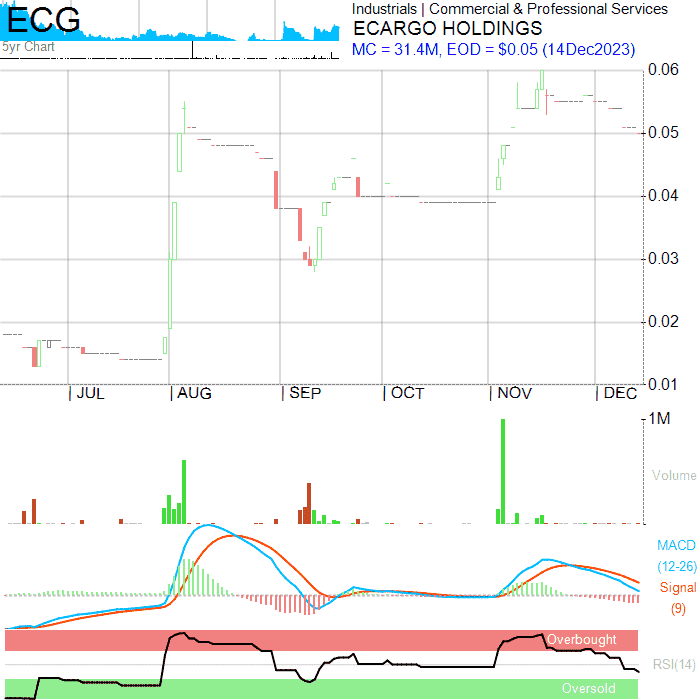 ECG
5yr Chart
Industrials | Commercial & Professional Services
ECARGO HOLDINGS
MC = 31.4M, EOD = $0.05 (14Dec2023)
0.06
0.05
0.04
0.03
0.02
0.01
JUL AUG SEP OCT NOV DEC
1M
Volume
MACD
(12-26)
Signal
(9)
Overbought
RSI(14)
Oversold